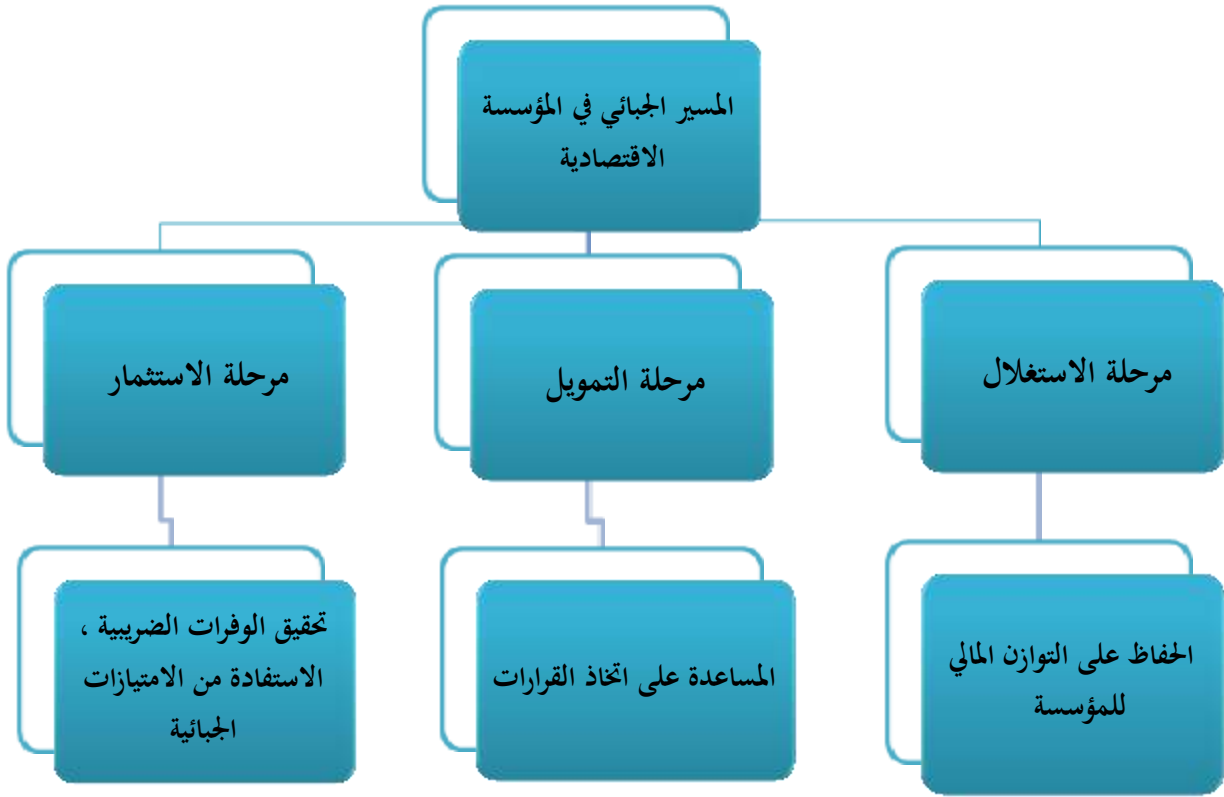 المسير الجبائي في المؤسسة
الاقتصادية
مرحلة الاستغلال
مرحلة التمويل
مرحلة الاستثمار
الحفاظ على التوازن المالي
للمؤسسة
المساعدة على اتخاذ القرارات
تحقيق الوفرات الضريبية ،
الاستفادة من الامتيازات
الجبائية